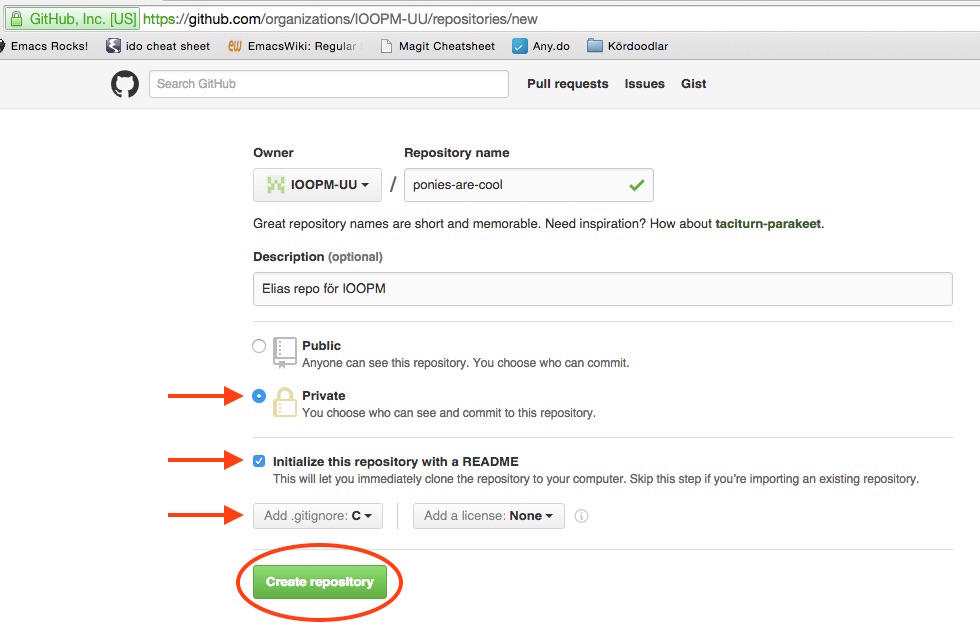 GitHub, Inc. [US] https://github.com/organizations/IOOPM-UU/repositories/new
Emacs Rocks! ido cheat sheet EmacsWiki: Regular Magit Cheatsheet Any.do Kördoodlar
Search GitHub Pull requests Issues Gist
Owner Repository name
IOOPM-UU / ponies-are-cool
Great repository names are short and memorable. Need inspiration? How about taciturn-parakeet.
Description (optional)
Elias repo för IOOPM
Public
Anyone can see this repository. You choose who can commit.
Private
You choose who can see and commit to this repository.
Initialize this repository with a README
This will let you immediately clone the repository to your computer. Skip this step if you're importing an existing repository.
Add .gitignore: C Add a license: None
Create repository